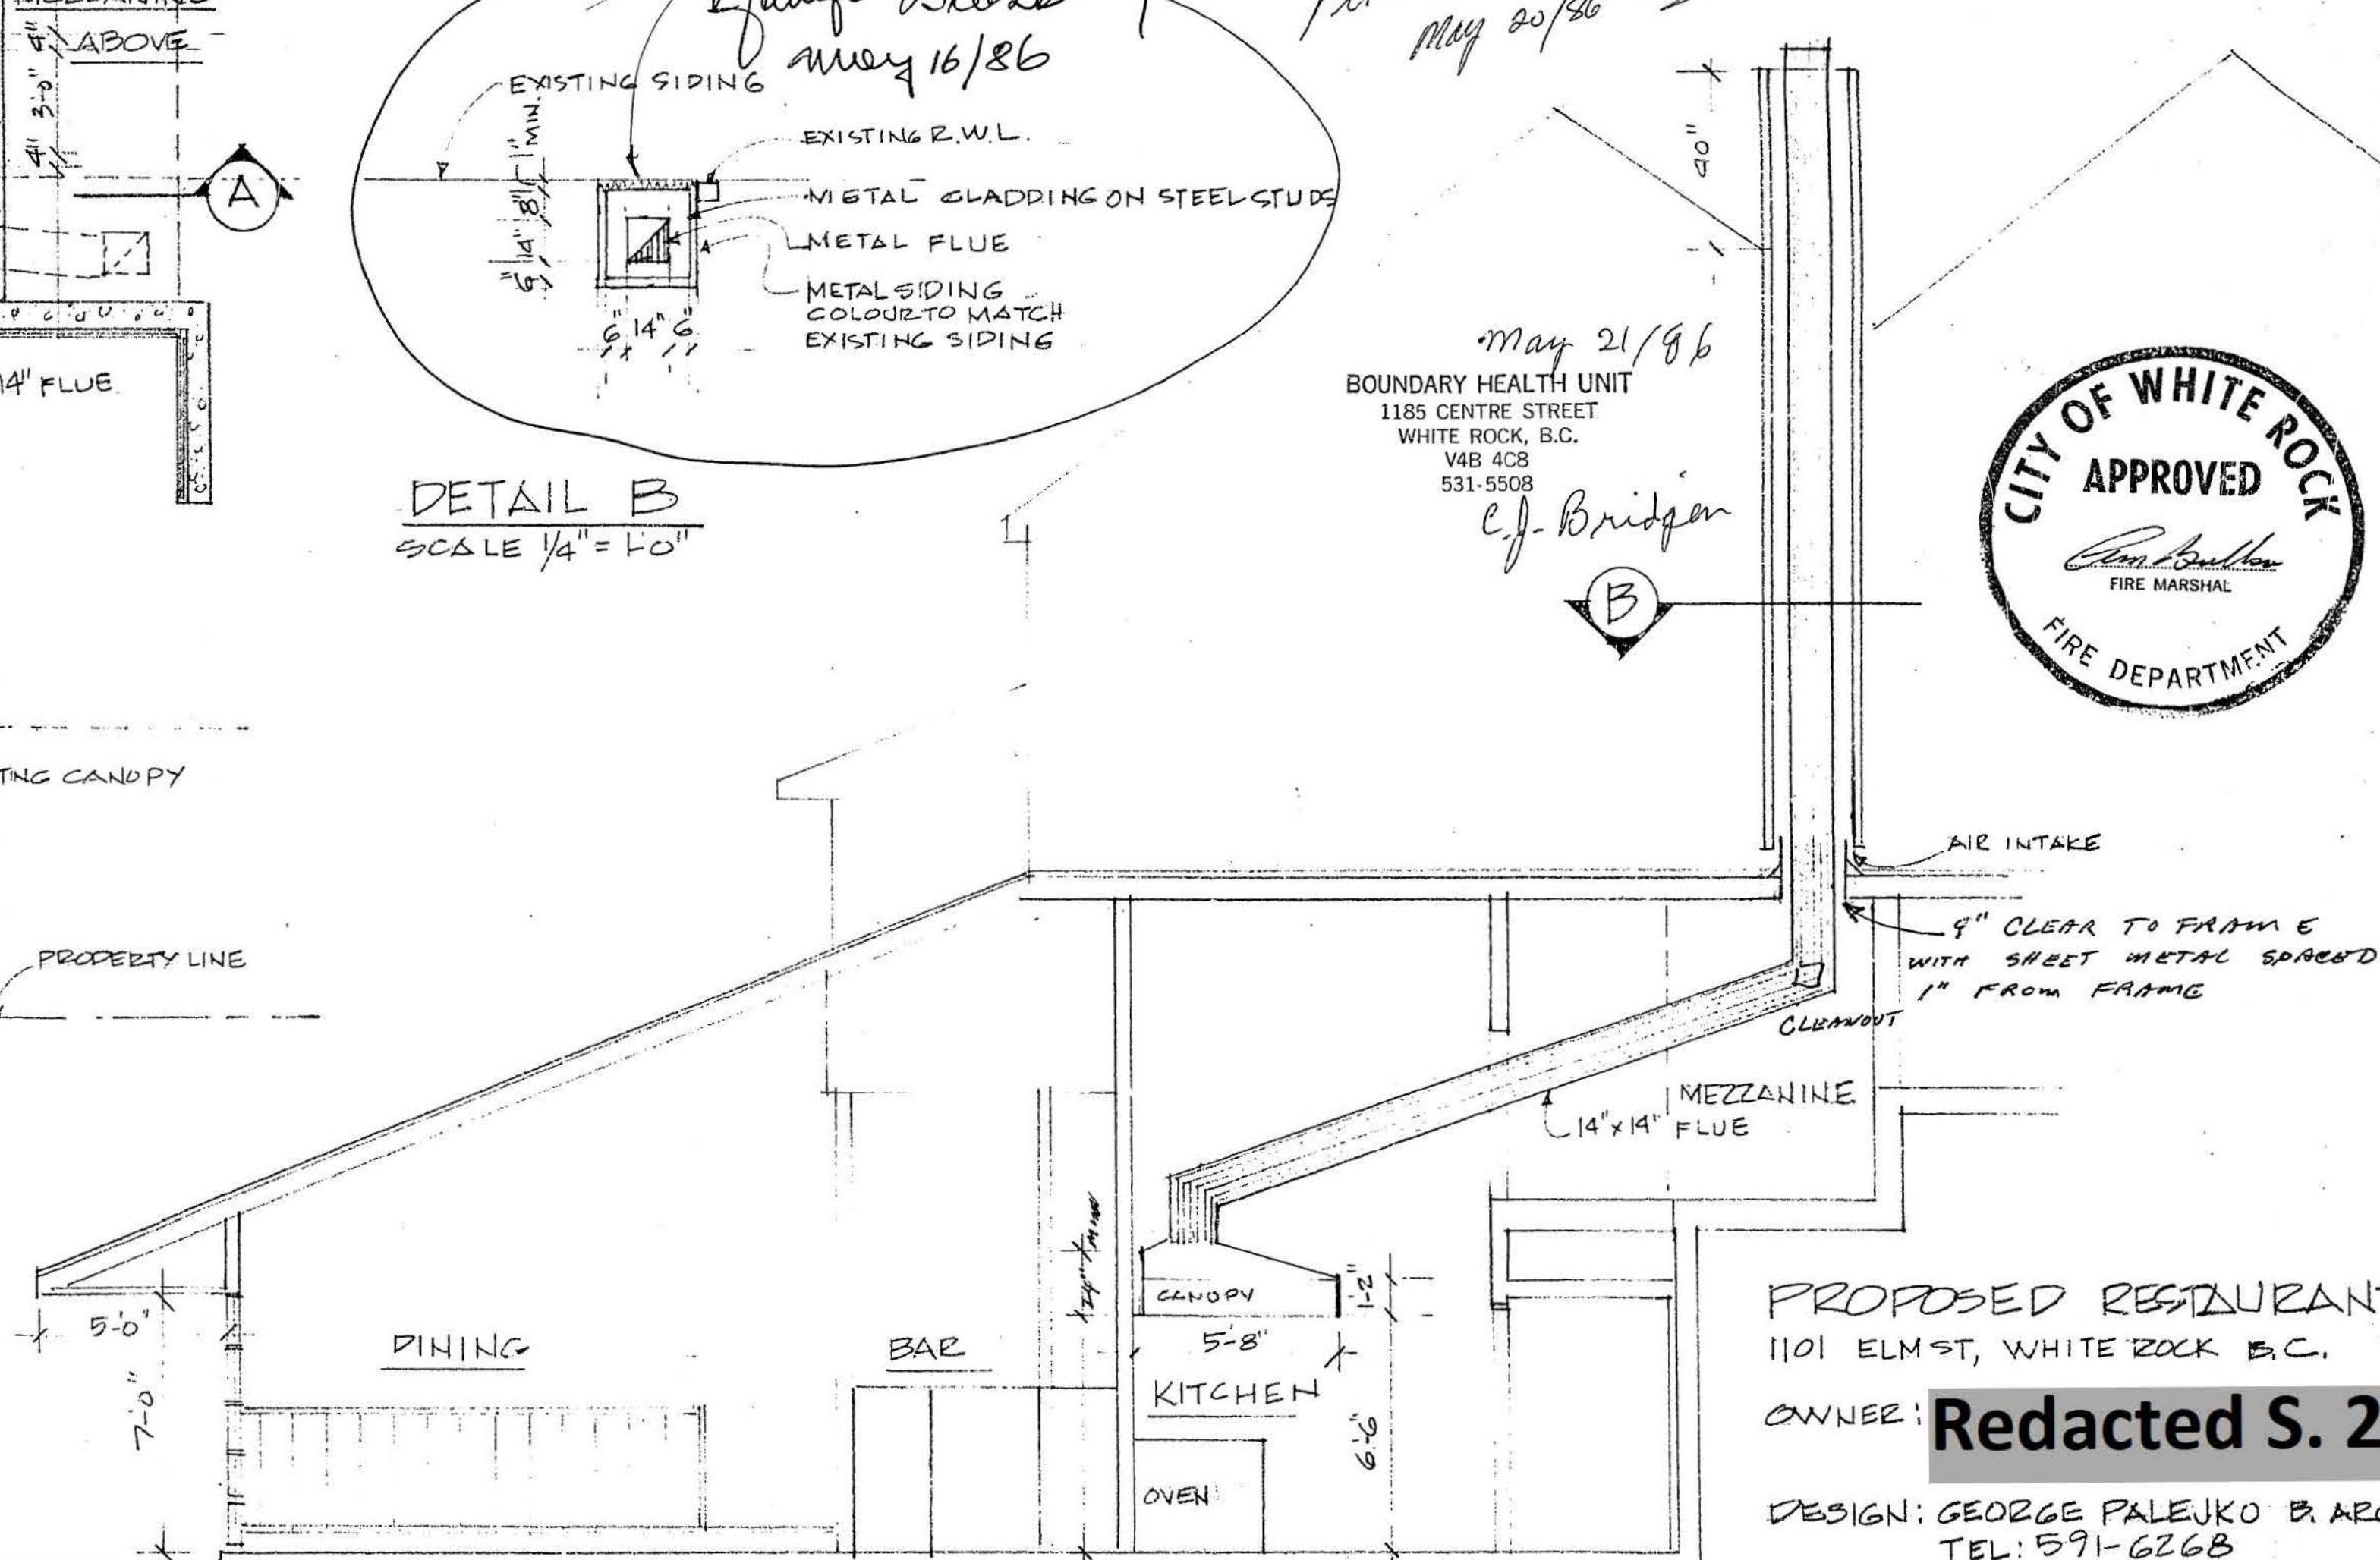 ABOVE
4" 3'-0" 4"
A
14" FLUE
May 16/86
May 20/86
EXISTING SIDING
EXISTING R.W.L.
METAL CLADDING ON STEEL STUDS
METAL FLUE
METAL SIDING
COLOUR TO MATCH
EXISTING SIDING
6" 14" 8" 1" MIN.
6" 14" 6"
DETAIL B
SCALE 1/4" = 1'-0"
40"
May 21/86
BOUNDARY HEALTH UNIT
1185 CENTRE STREET
WHITE ROCK, B.C.
V4B 4C8
531-5508
C.J. Bridgen
B
CITY OF WHITE ROCK
APPROVED
FIRE MARSHAL
FIRE DEPARTMENT
TING CANOPY
PROPERTY LINE
AIR INTAKE
9" CLEAR TO FRAME
WITH SHEET METAL SPACED
1" FROM FRAME
CLEANOUT
MEZZANINE
14"x14" FLUE
24" MIN
CANOPY
1'-2"
5'-0"
5'-8"
DINING
BAR
KITCHEN
7'-0"
6'-6"
OVEN
PROPOSED RESTAURANT
1101 ELM ST, WHITE ROCK B.C.
OWNER: Redacted S. 2
DESIGN: GEORGE PALEJKO B. ARC
TEL: 591-6268